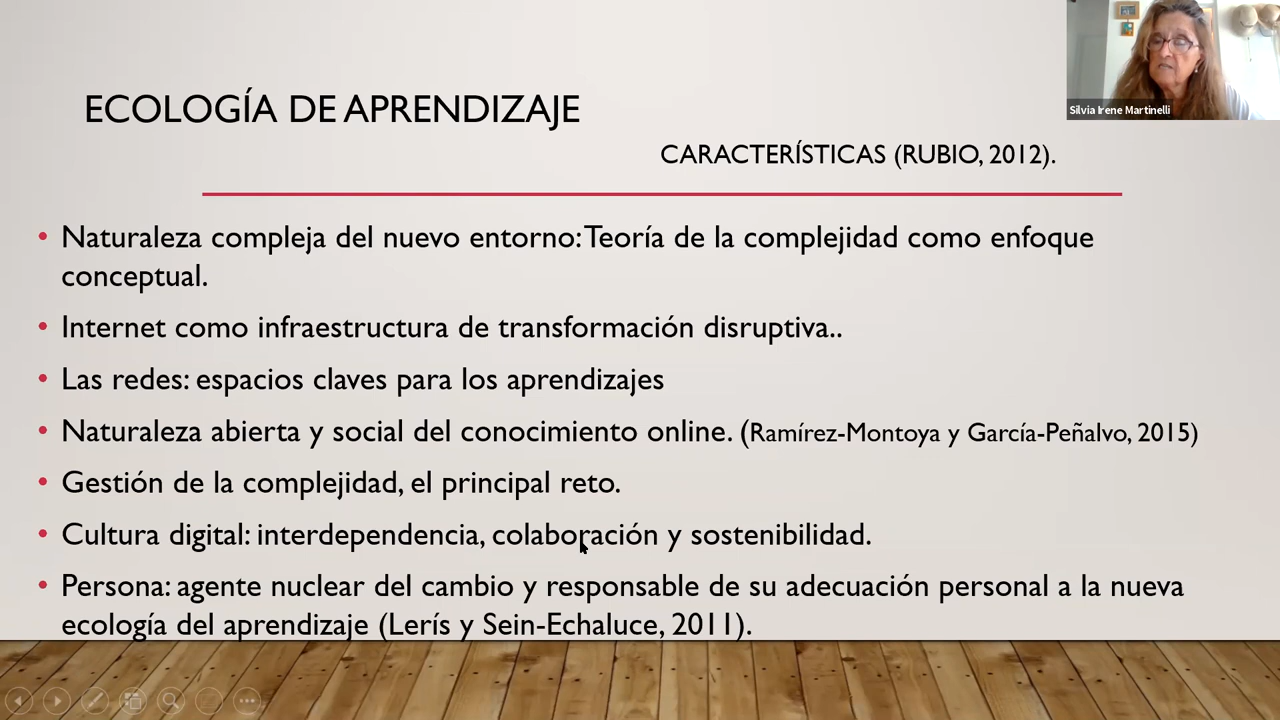 Silvia Irene Martinelli
ECOLOGÍA DE APRENDIZAJE
CARACTERÍSTICAS (RUBIO, 2012).
• Naturaleza compleja del nuevo entorno: Teoría de la complejidad como enfoque
conceptual.
• Internet como infraestructura de transformación disruptiva..
• Las redes: espacios claves para los aprendizajes
• Naturaleza abierta y social del conocimiento online. (Ramírez-Montoya y García-Peñalvo, 2015)
• Gestión de la complejidad, el principal reto.
• Cultura digital: interdependencia, colaboración y sostenibilidad.
• Persona: agente nuclear del cambio y responsable de su adecuación personal a la nueva
ecología del aprendizaje (Lerís y Sein-Echaluce, 2011).